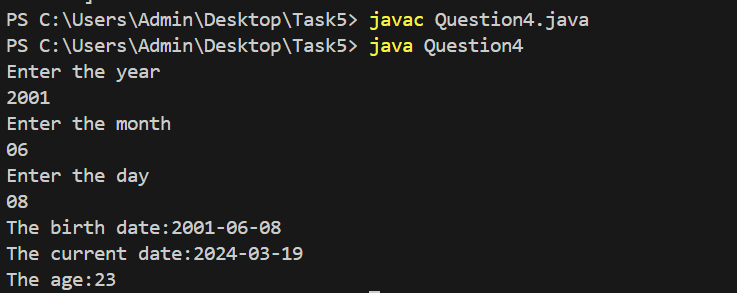 PS C:\Users\Admin\Desktop\Task5> javac Question4.java
PS C:\Users\Admin\Desktop\Task5> java Question4
Enter the year
2001
Enter the month
06
Enter the day
08
The birth date:2001-06-08
The current date:2024-03-19
The age:23